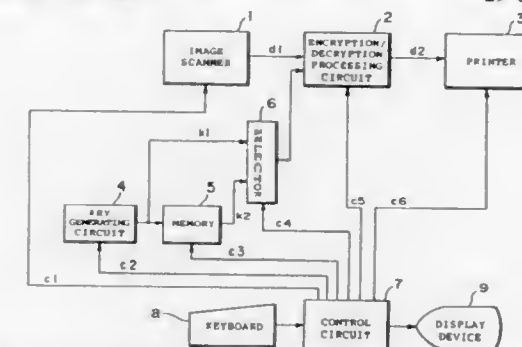 1
2
3
IMAGE
SCANNER
d1
ENCRYPTION/
DECRYPTION
PROCESSING
CIRCUIT
d2
PRINTER
6
k1
SELECTOR
4
5
KEY
GENERATING
CIRCUIT
MEMORY
k2
c5
c6
c4
c3
c2
c1
7
9
8
KEYBOARD
CONTROL
CIRCUIT
DISPLAY
DEVICE